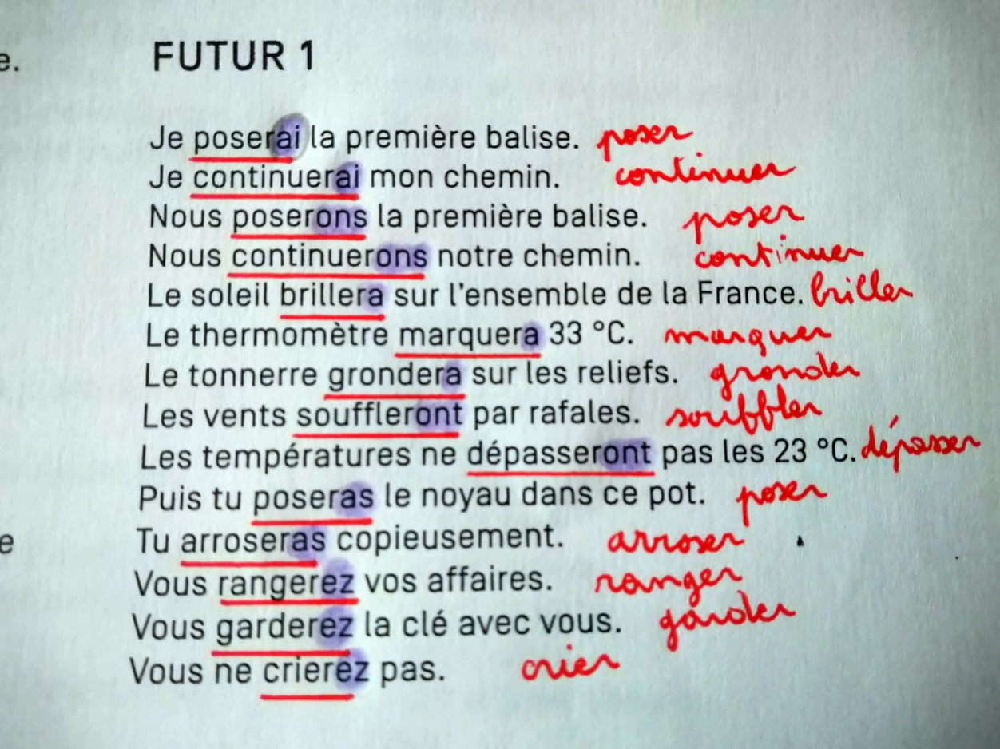 e.
FUTUR 1
Je poserai la première balise. poser
Je continuerai mon chemin. continuer
Nous poserons la première balise. poser
Nous continuerons notre chemin. continuer
Le soleil brillera sur l'ensemble de la France. briller
Le thermomètre marquera 33 °C. marquer
Le tonnerre grondera sur les reliefs. gronder
Les vents souffleront par rafales. souffler
Les températures ne dépasseront pas les 23 °C. dépasser
Puis tu poseras le noyau dans ce pot. poser
e
Tu arroseras copieusement. arroser
Vous rangerez vos affaires. ranger
Vous garderez la clé avec vous. garder
Vous ne crierez pas. crier